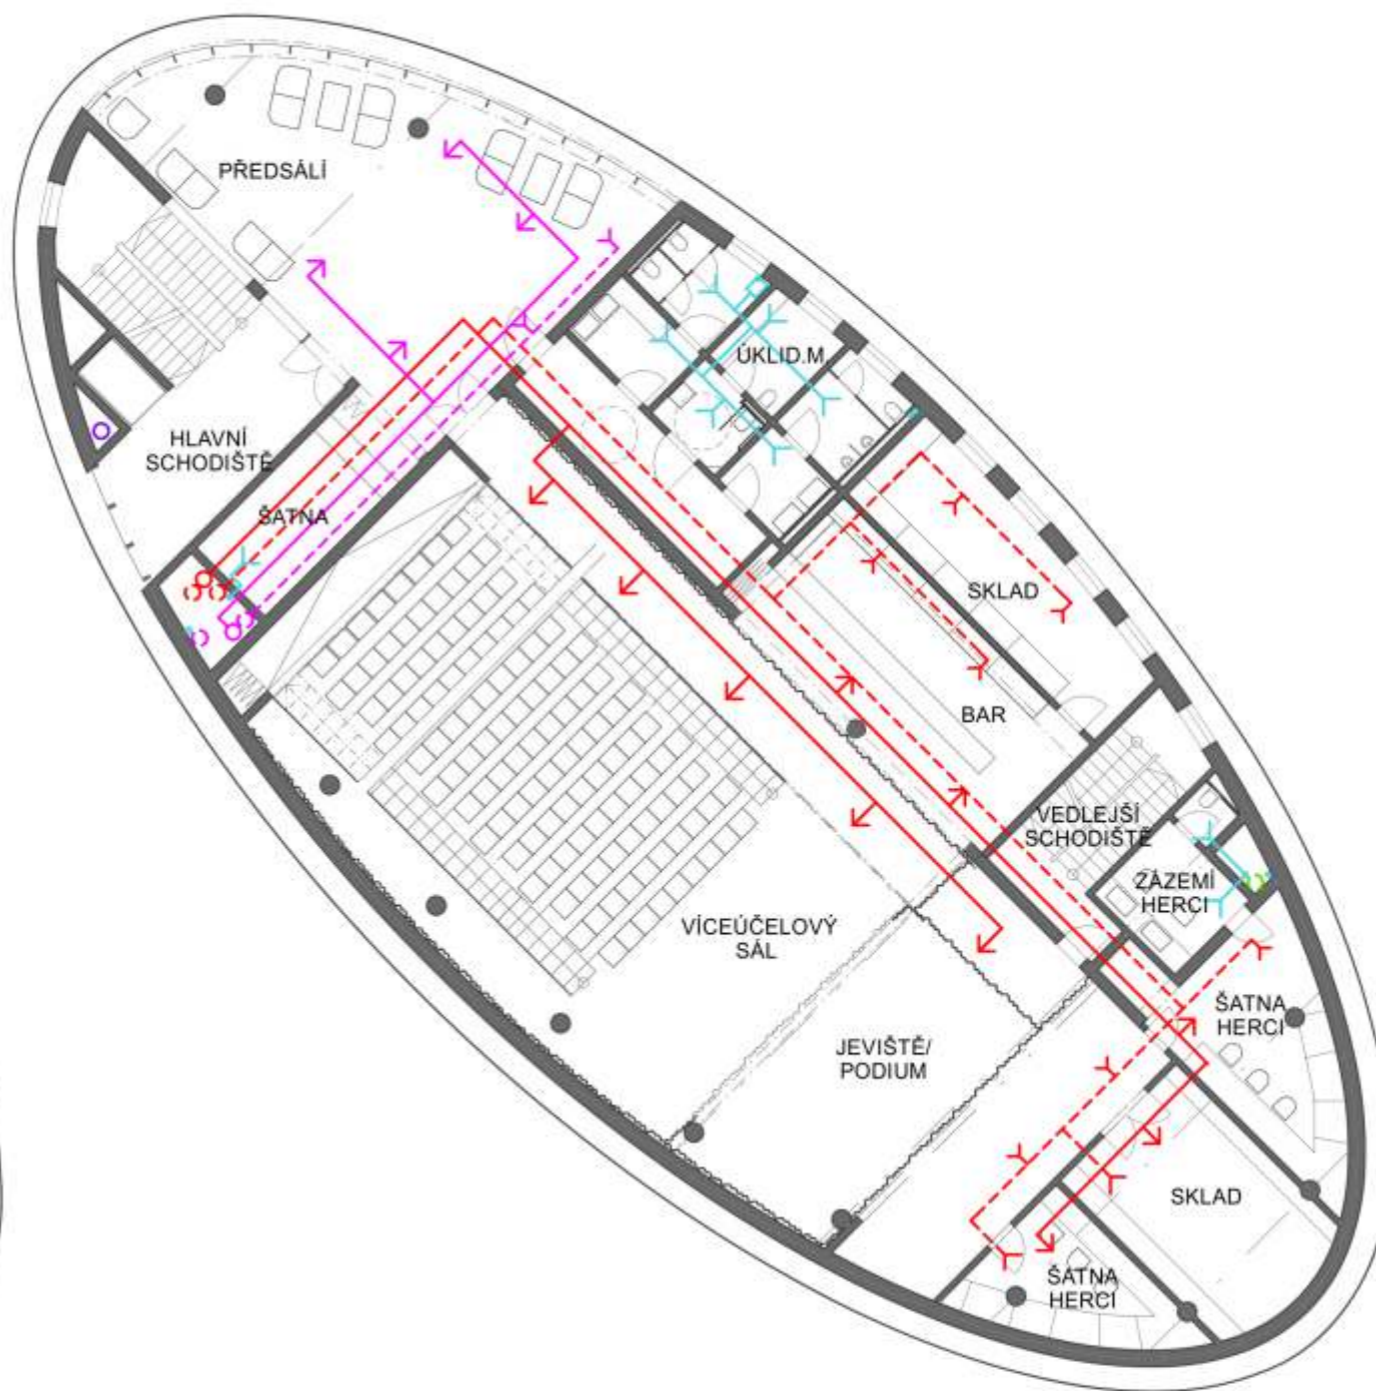 PŘEDSÁLÍ
ÚKLID.M.
HLAVNÍ
SCHODIŠTĚ
ŠATNA
SKLAD
BAR
VEDLEJŠÍ
SCHODIŠTĚ
ZÁZEMÍ
HERCI
VÍCEÚČELOVÝ
SÁL
ŠATNA
HERCI
JEVIŠTĚ/
PODIUM
SKLAD
ŠATNA
HERCI